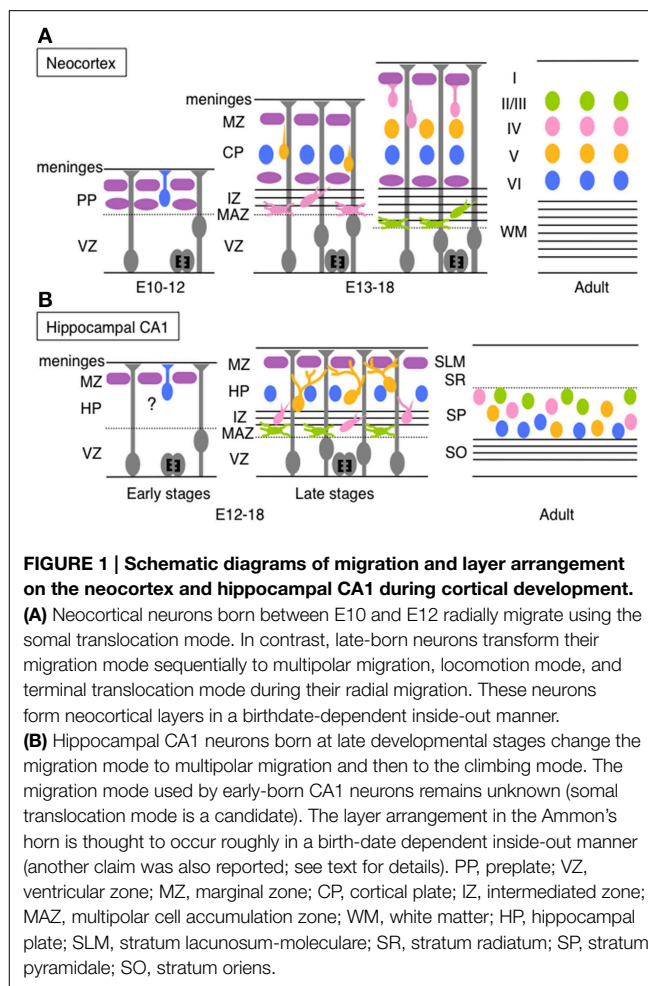 A
Neocortex
meninges
PP
VZ
E10-12
meninges
MZ
CP
IZ
MAZ
VZ
E13-18
I
II/III
IV
V
VI
WM
Adult
B
Hippocampal CA1
meninges
MZ
HP
?
VZ
Early stages
MZ
HP
IZ
MAZ
VZ
Late stages
E12-18
SLM
SR
SP
SO
Adult
FIGURE 1 | Schematic diagrams of migration and layer arrangement
on the neocortex and hippocampal CA1 during cortical development.
(A) Neocortical neurons born between E10 and E12 radially migrate using the
somal translocation mode. In contrast, late-born neurons transform their
migration mode sequentially to multipolar migration, locomotion mode, and
terminal translocation mode during their radial migration. These neurons
form neocortical layers in a birthdate-dependent inside-out manner.
(B) Hippocampal CA1 neurons born at late developmental stages change the
migration mode to multipolar migration and then to the climbing mode. The
migration mode used by early-born CA1 neurons remains unknown (somal
translocation mode is a candidate). The layer arrangement in the Ammon's
horn is thought to occur roughly in a birth-date dependent inside-out manner
(another claim was also reported; see text for details). PP, preplate; VZ,
ventricular zone; MZ, marginal zone; CP, cortical plate; IZ, intermediated zone;
MAZ, multipolar cell accumulation zone; WM, white matter; HP, hippocampal
plate; SLM, stratum lacunosum-moleculare; SR, stratum radiatum; SP, stratum
pyramidale; SO, stratum oriens.